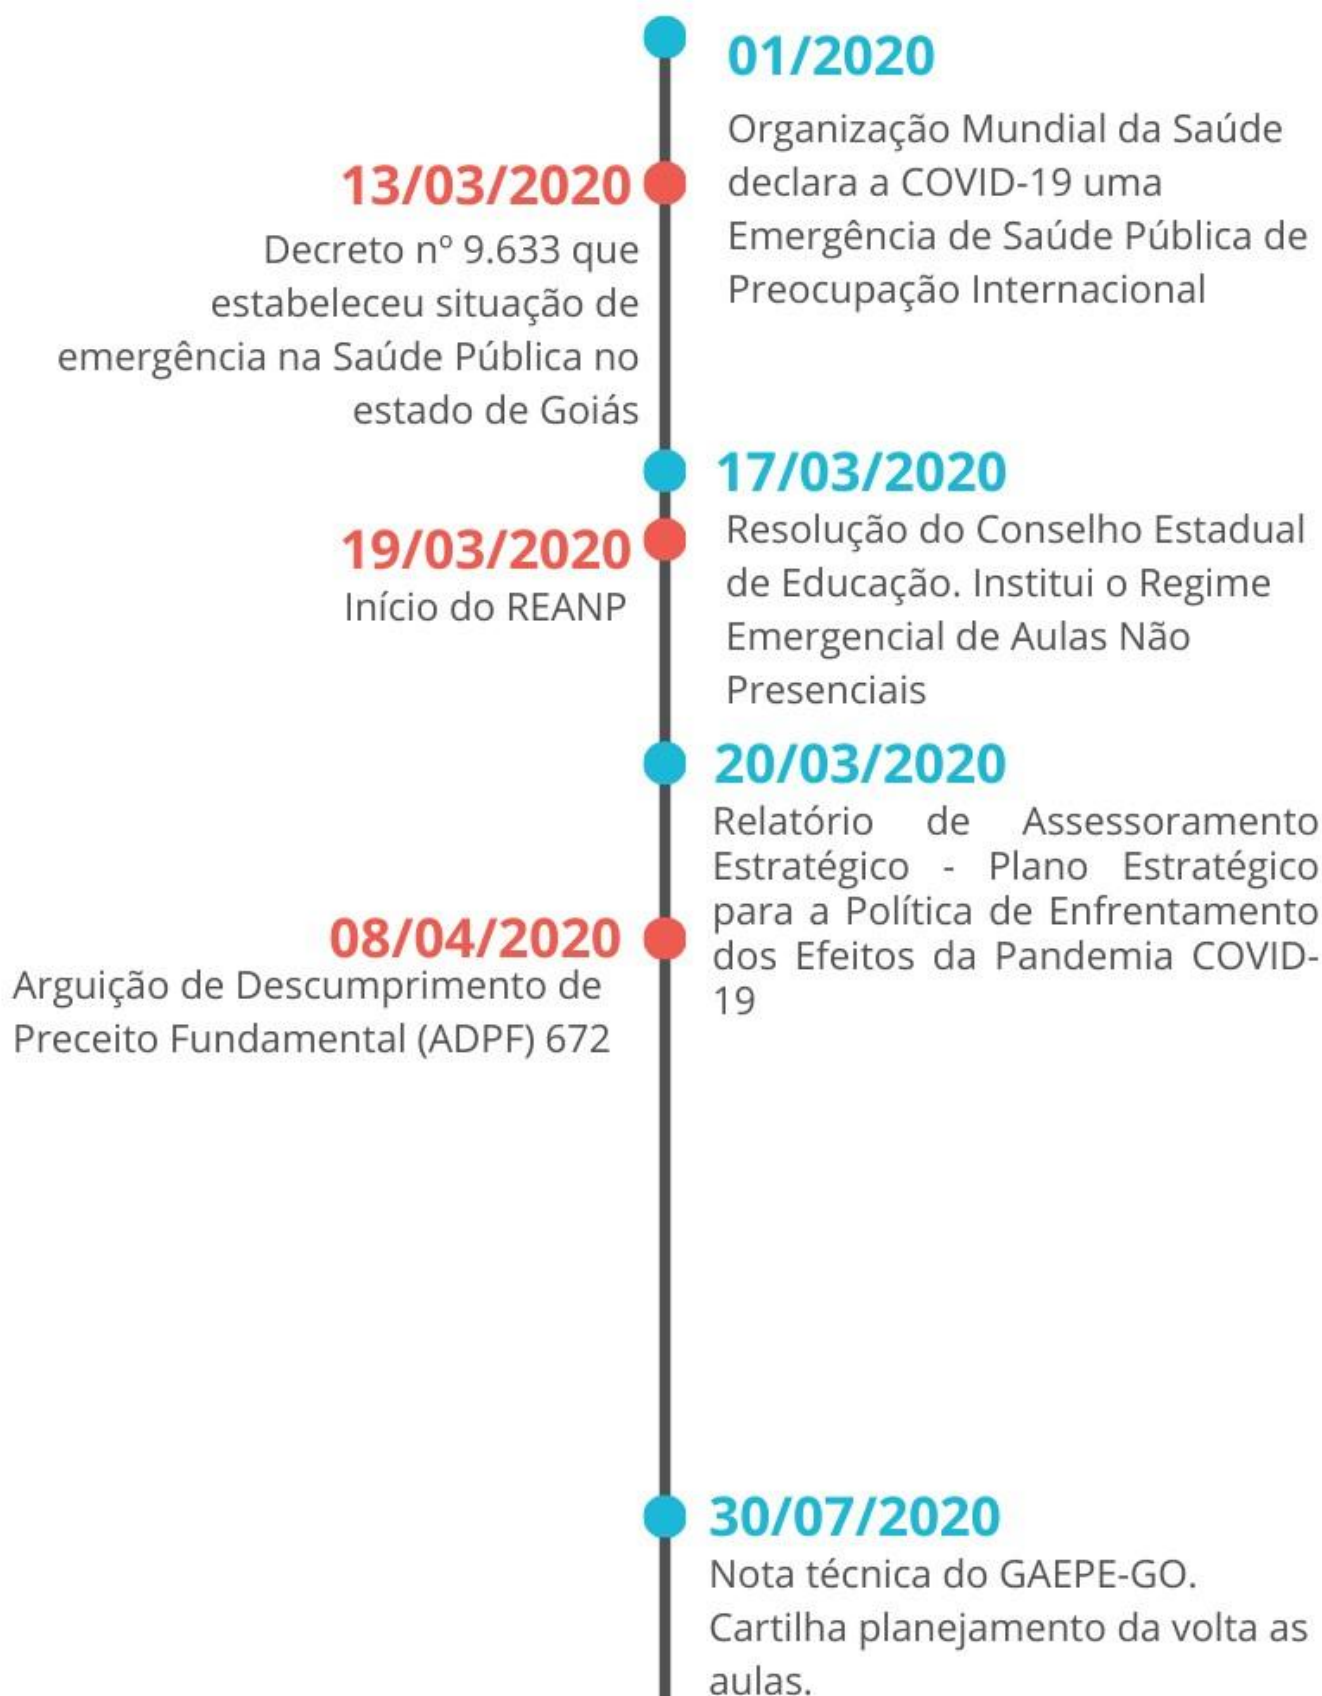 01/2020
Organização Mundial da Saúde
declara a COVID-19 uma
Emergência de Saúde Pública de
Preocupação Internacional
13/03/2020
Decreto nº 9.633 que
estabeleceu situação de
emergência na Saúde Pública no
estado de Goiás
17/03/2020
Resolução do Conselho Estadual
de Educação. Institui o Regime
Emergencial de Aulas Não
Presenciais
19/03/2020
Início do REANP
20/03/2020
Relatório de Assessoramento
Estratégico - Plano Estratégico
para a Política de Enfrentamento
dos Efeitos da Pandemia COVID-
19
08/04/2020
Arguição de Descumprimento de
Preceito Fundamental (ADPF) 672
30/07/2020
Nota técnica do GAEPE-GO.
Cartilha planejamento da volta as
aulas.